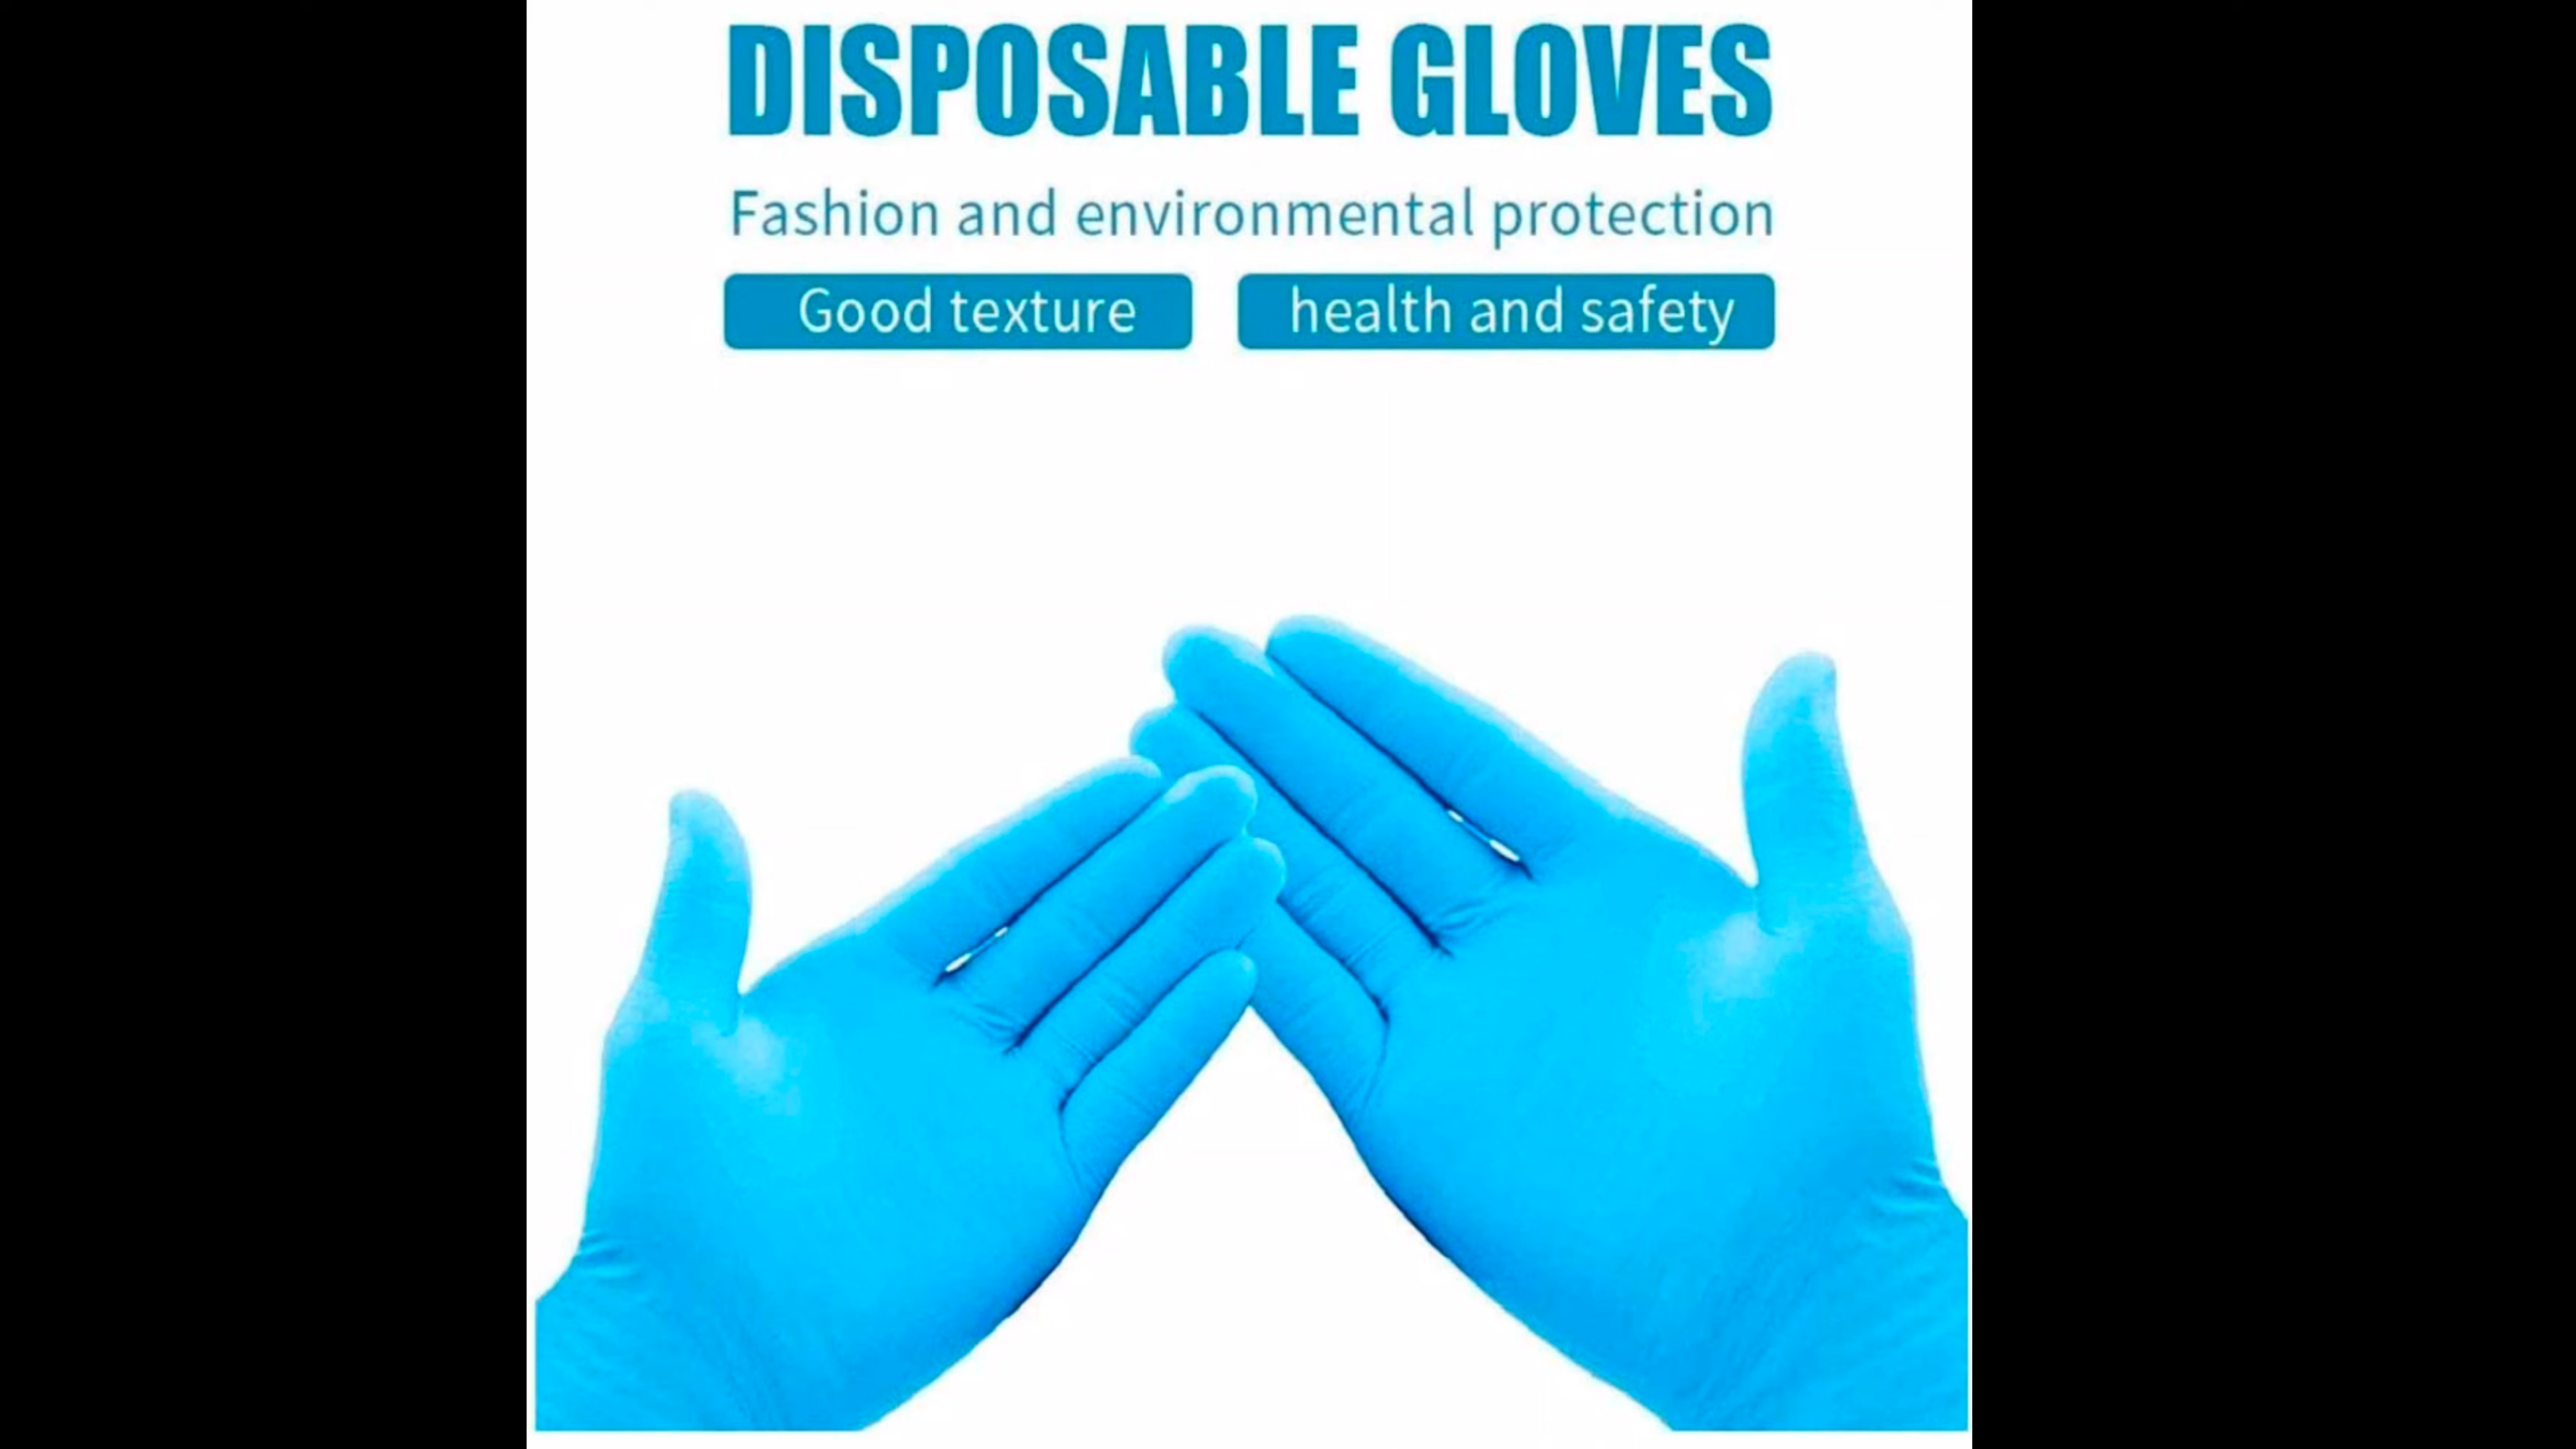 DISPOSABLE GLOVES
Fashion and environmental protection
Good texture
health and safety